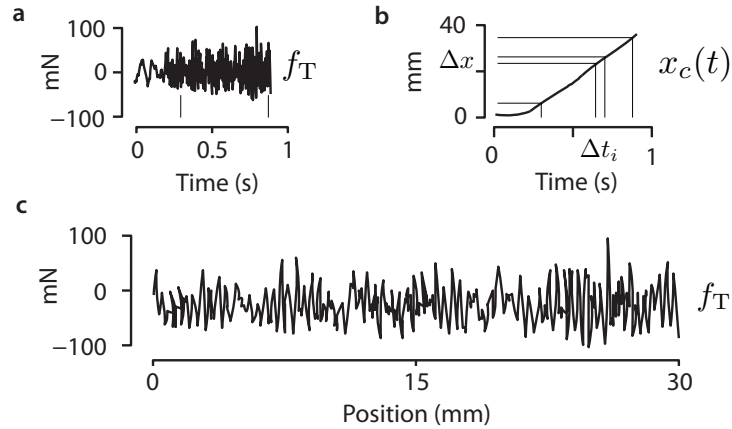 a
100
0
−100
mN
f_T
0
0.5
1
Time (s)
b
40
0
mm
Δx
x_c(t)
0
Δt_i
1
Time (s)
c
100
0
−100
mN
f_T
0
15
30
Position (mm)